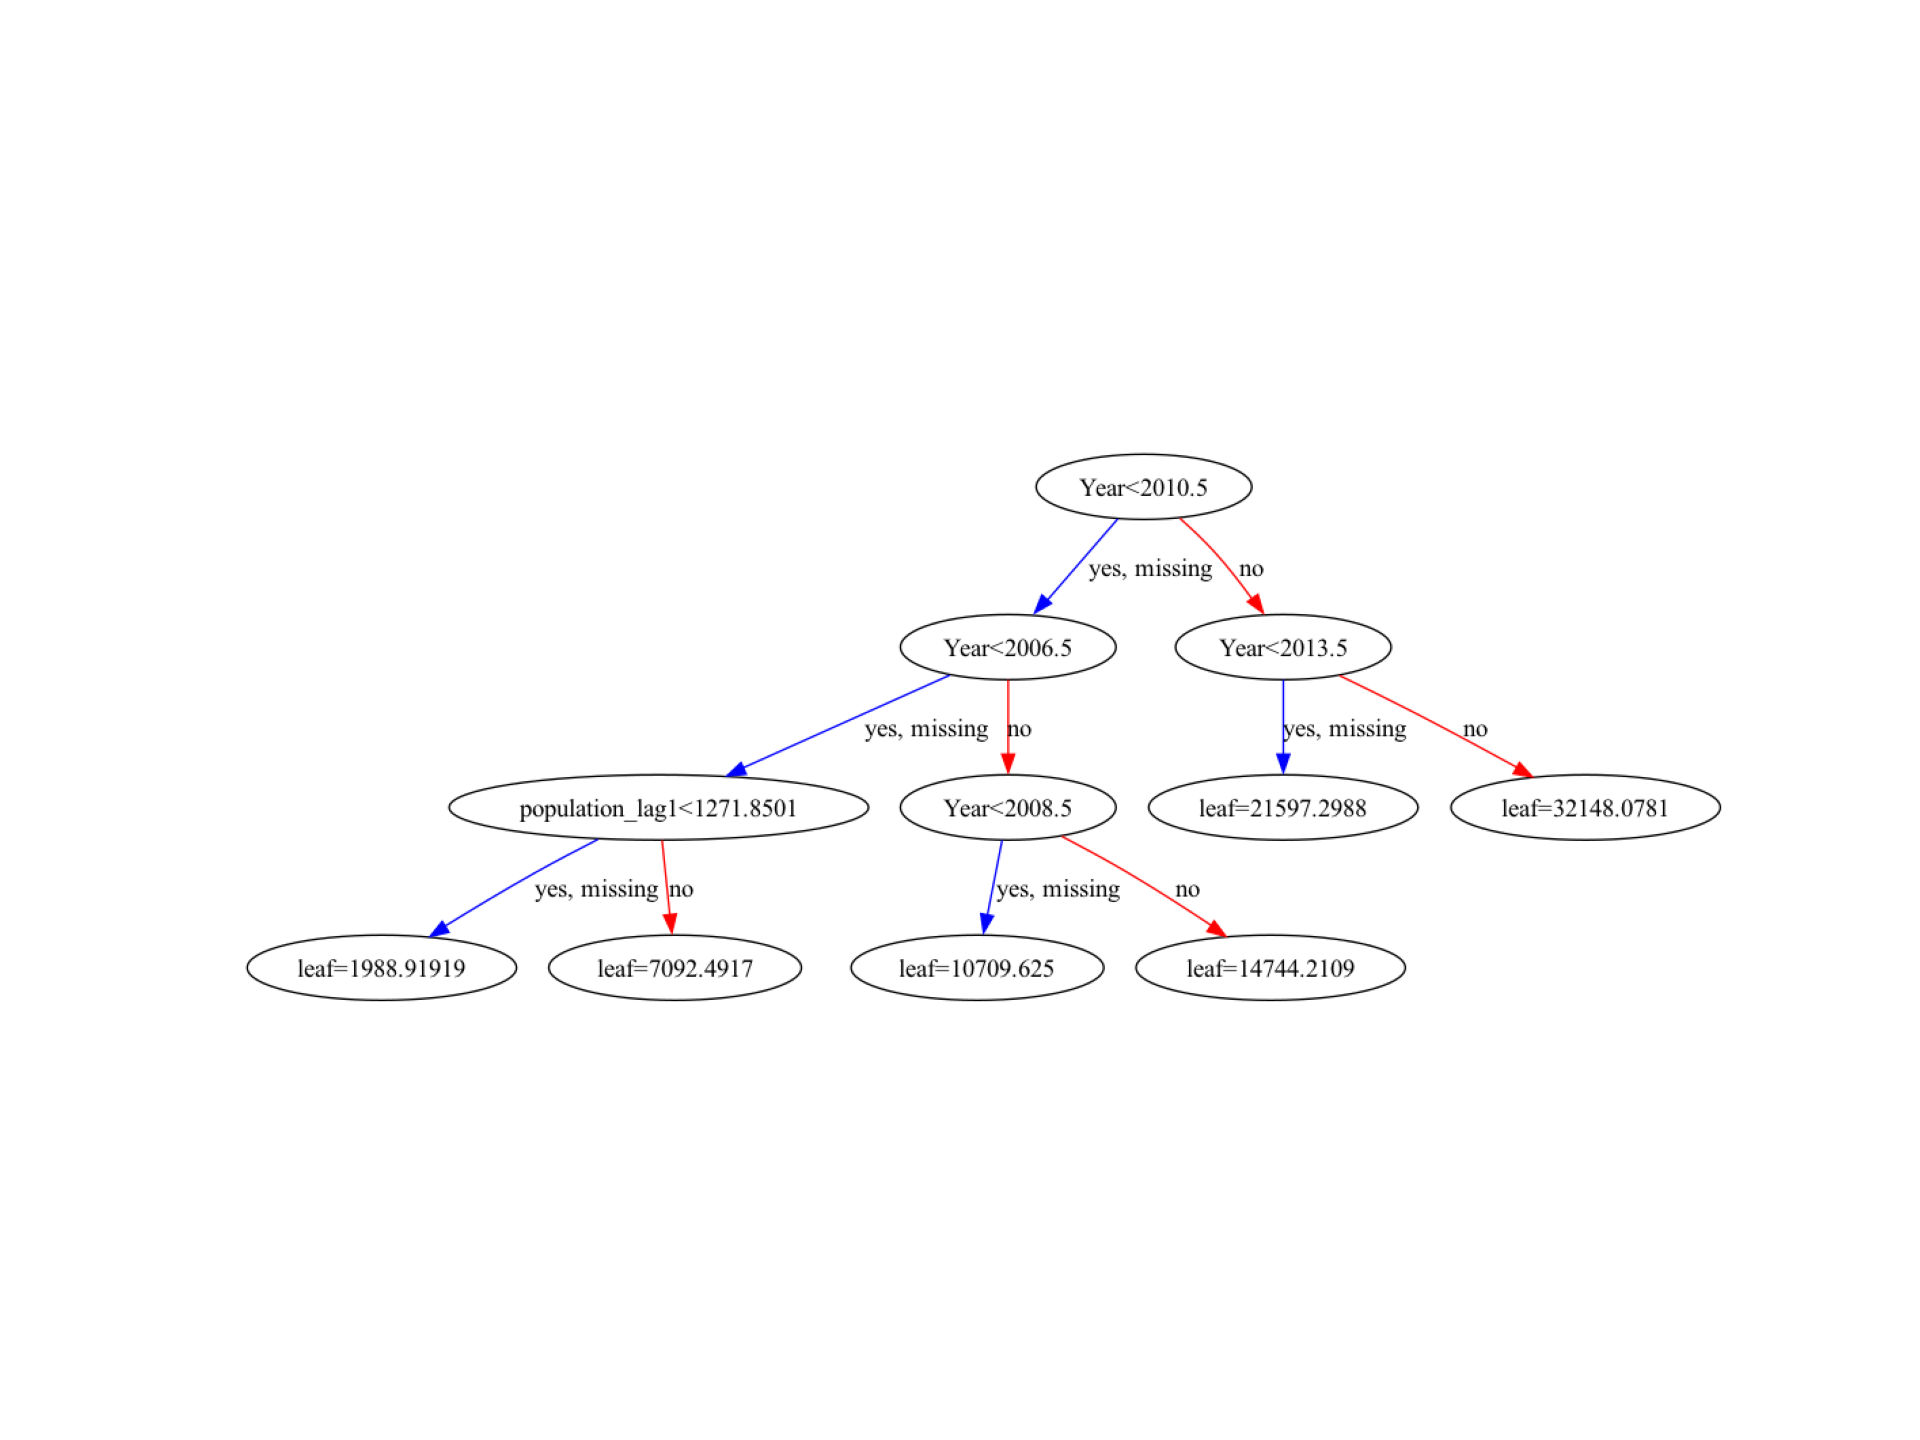 Year<2010.5
yes, missing
no
Year<2006.5
Year<2013.5
yes, missing
no
yes, missing
no
population_lag1<1271.8501
Year<2008.5
leaf=21597.2988
leaf=32148.0781
yes, missing
no
yes, missing
no
leaf=1988.91919
leaf=7092.4917
leaf=10709.625
leaf=14744.2109